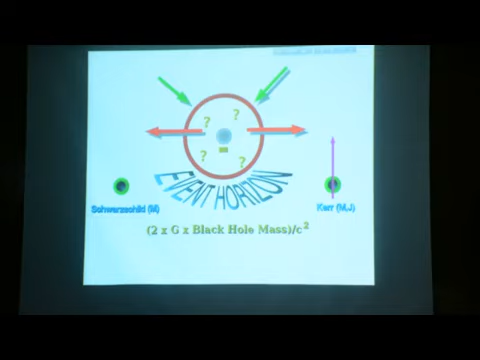 ? ?
? ?
EVENT HORIZON
Schwarzschild (M)
Kerr (M,J)
(2 x G x Black Hole Mass)/c²